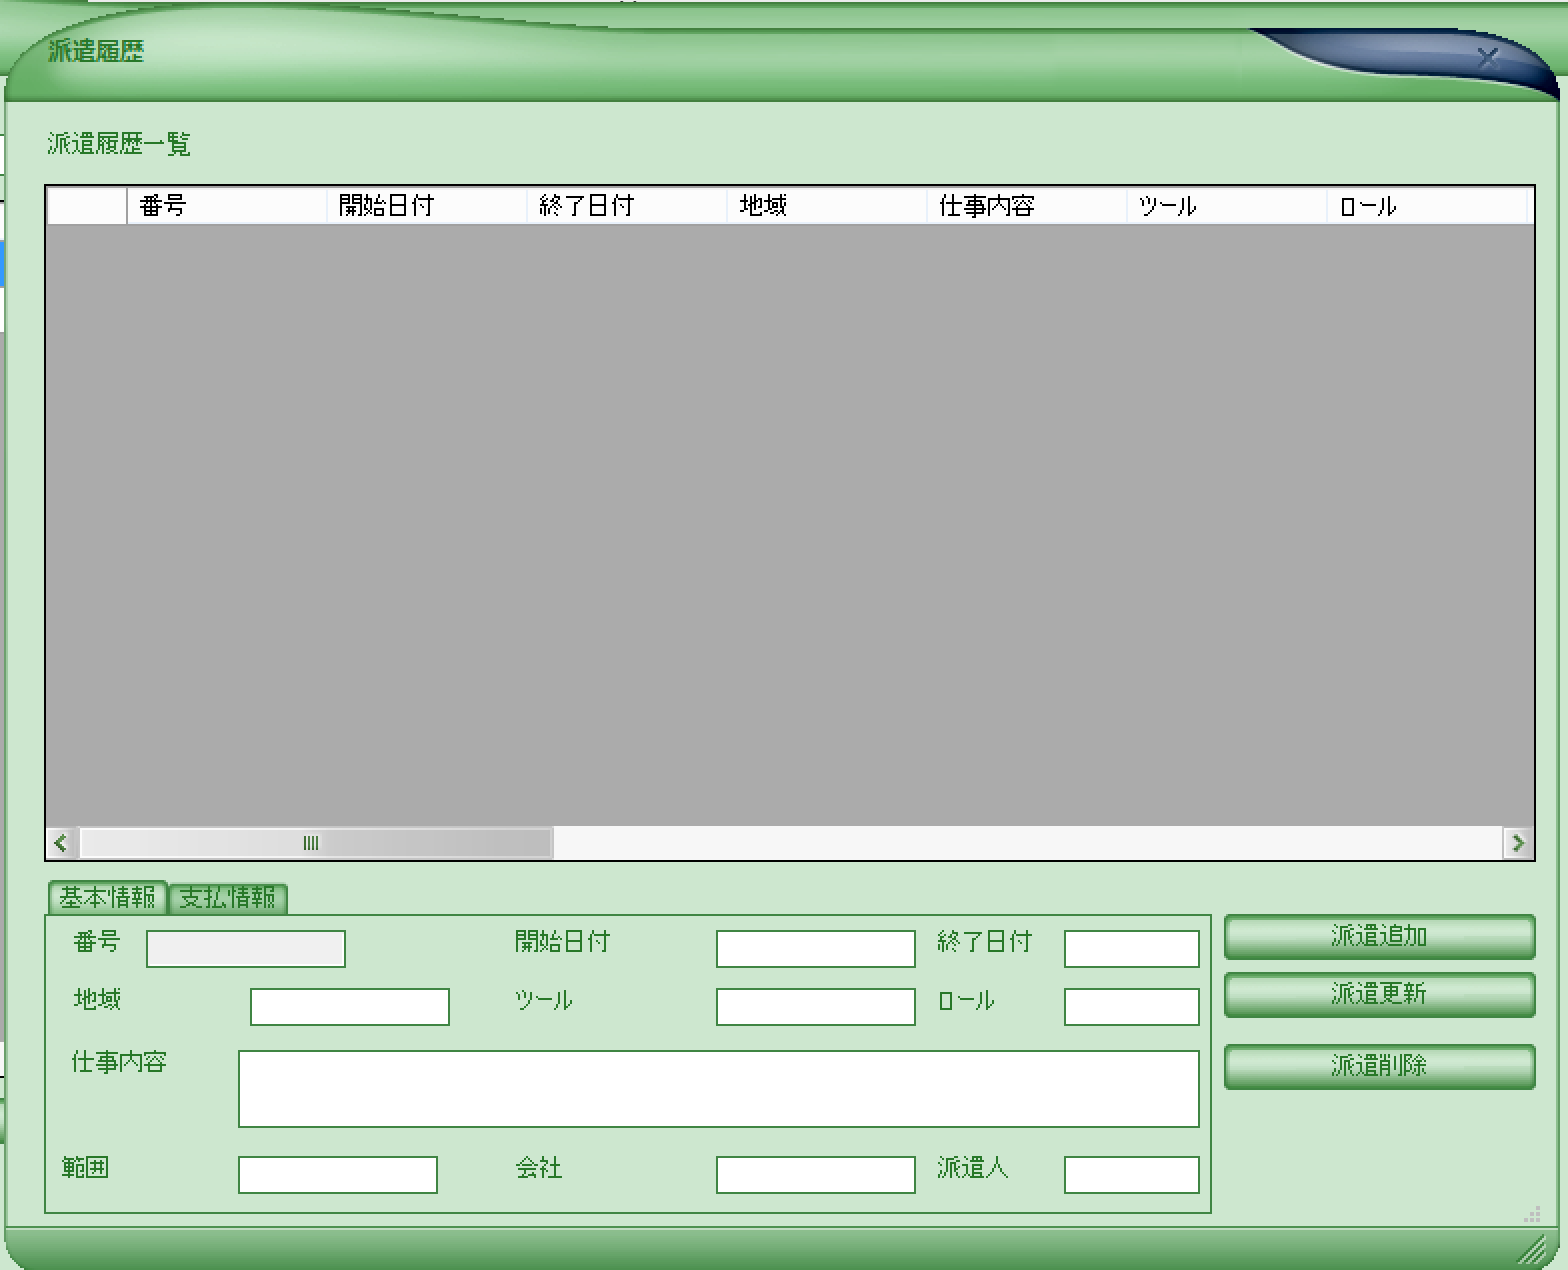 派遣履歴
派遣履歴一覧
番号 開始日付 終了日付 地域 仕事内容 ツール ロール
基本情報 支払情報
番号 開始日付 終了日付
地域 ツール ロール
仕事内容
範囲 会社 派遣人
派遣追加
派遣更新
派遣削除